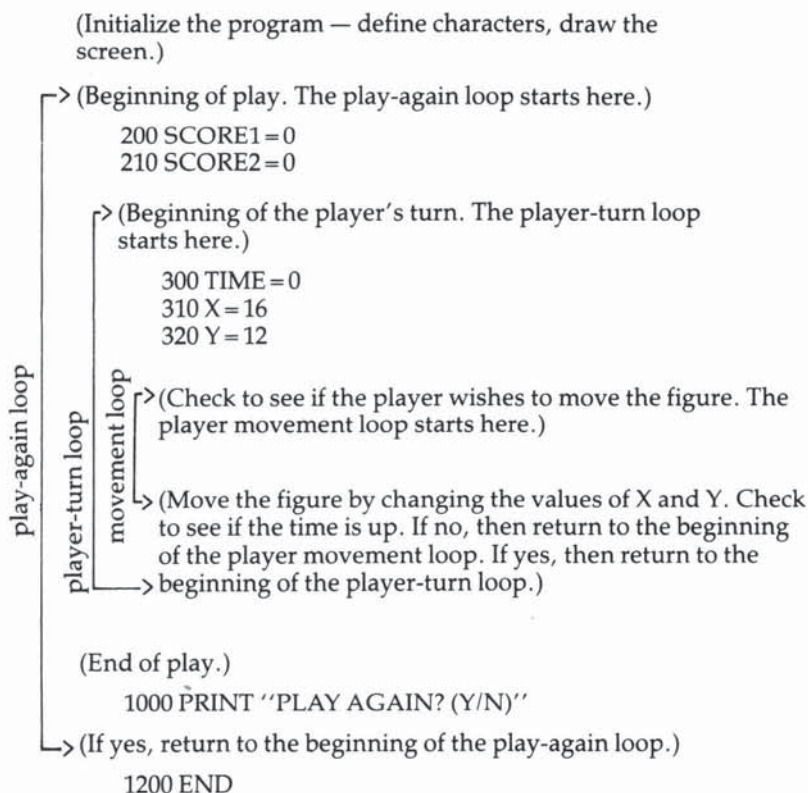 (Initialize the program — define characters, draw the
screen.)
(Beginning of play. The play-again loop starts here.)
200 SCORE1=0
210 SCORE2=0
(Beginning of the player's turn. The player-turn loop
starts here.)
300 TIME=0
310 X=16
320 Y=12
play-again loop
player-turn loop
movement loop
(Check to see if the player wishes to move the figure. The
player movement loop starts here.)
(Move the figure by changing the values of X and Y. Check
to see if the time is up. If no, then return to the beginning
of the player movement loop. If yes, then return to the
beginning of the player-turn loop.)
(End of play.)
1000 PRINT ''PLAY AGAIN? (Y/N)''
(If yes, return to the beginning of the play-again loop.)
1200 END